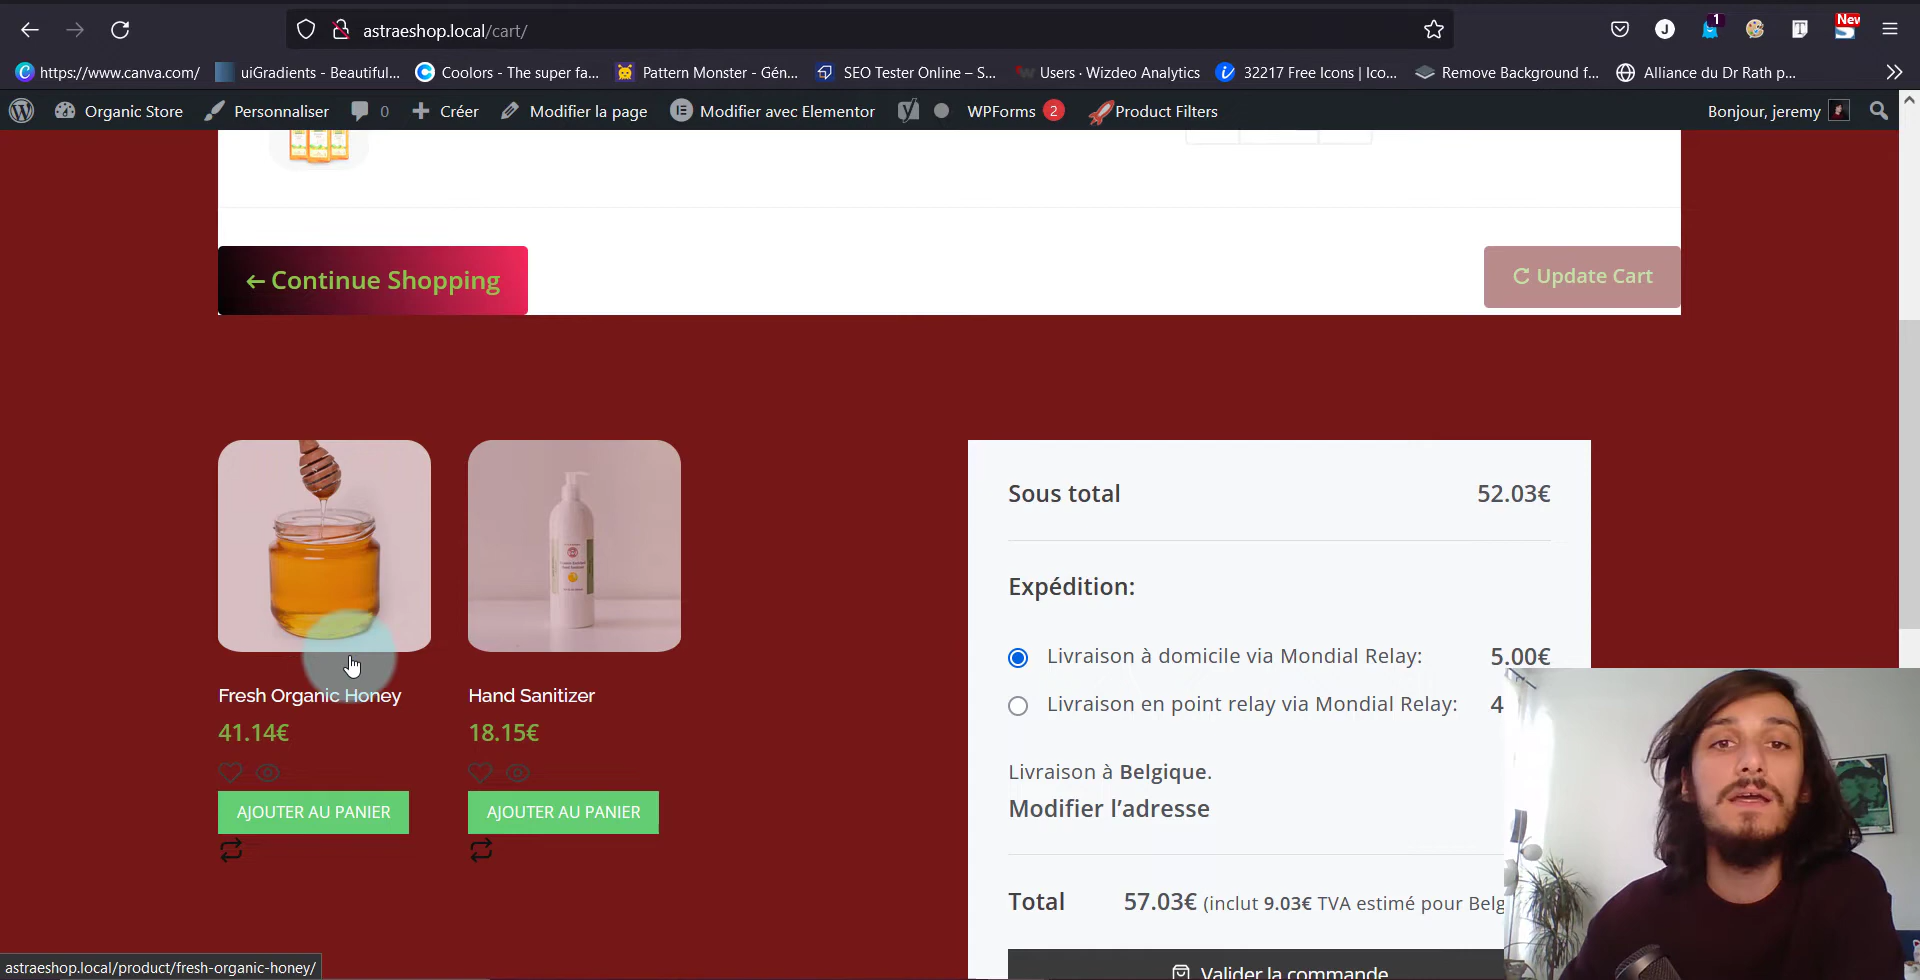 astraeshop.local/cart/
1
New
https://www.canva.com/ uiGradients - Beautiful... Coolors - The super fa... Pattern Monster - Gén... SEO Tester Online – S... Users · Wizdeo Analytics 32217 Free Icons | Ico... Remove Background f... Alliance du Dr Rath p...
Organic Store Personnaliser 0 Créer Modifier la page Modifier avec Elementor WPForms 2 Product Filters Bonjour, jeremy
← Continue Shopping
Update Cart
Fresh Organic Honey
41.14€
AJOUTER AU PANIER
Hand Sanitizer
18.15€
AJOUTER AU PANIER
Sous total 52.03€
Expédition:
Livraison à domicile via Mondial Relay: 5.00€
Livraison en point relay via Mondial Relay: 4
Livraison à Belgique.
Modifier l'adresse
Total 57.03€ (inclut 9.03€ TVA estimé pour Belg
Valider la commande
astraeshop.local/product/fresh-organic-honey/